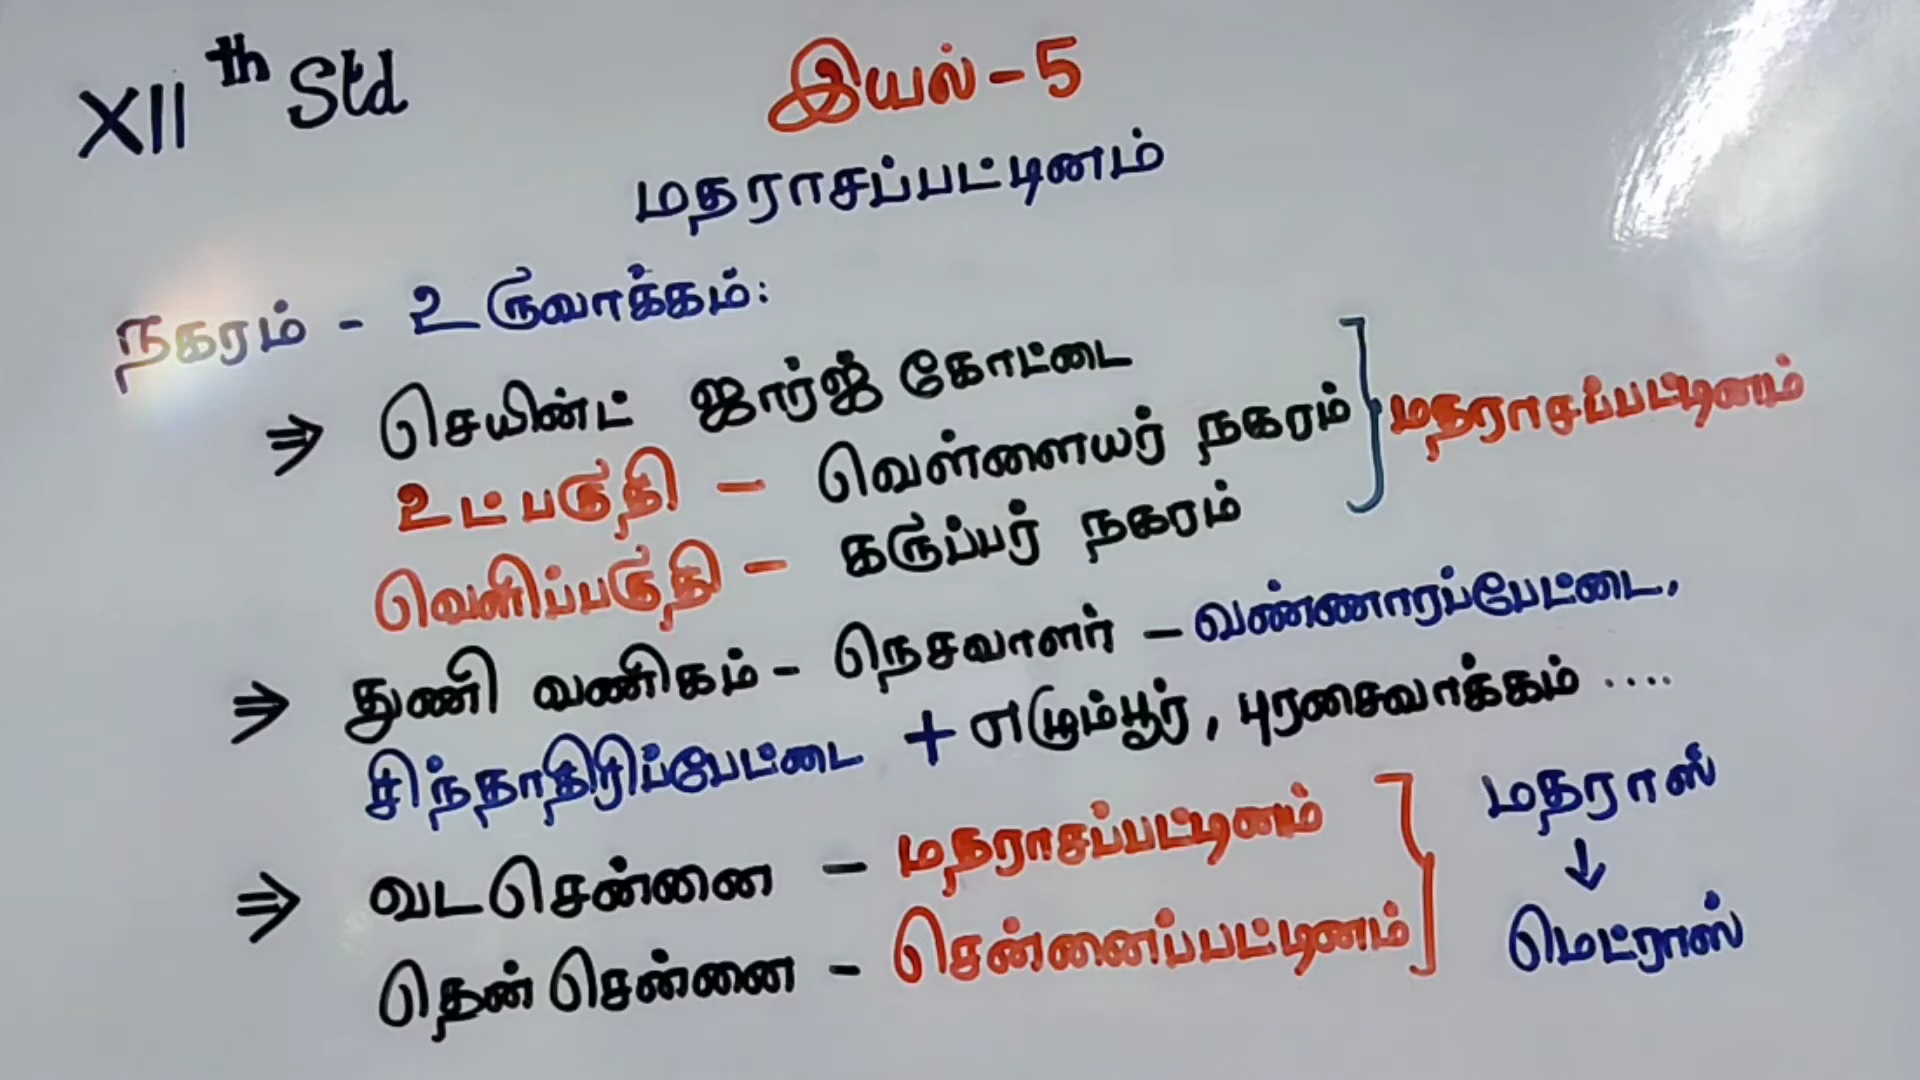 XII th Std
இயல் - 5
மதராசப்பட்டினம்
நகரம் - உருவாக்கம்:
⇒ செயின்ட் ஜார்ஜ் கோட்டை
உட்பகுதி - வெள்ளையர் நகரம் } மதராசப்பட்டினம்
வெளிப்பகுதி - கருப்பர் நகரம்
⇒ துணி வணிகம் - நெசவாளர் - வண்ணாரப்பேட்டை,
சிந்தாதிரிப்பேட்டை + எழும்பூர், புரசைவாக்கம் ....
⇒ வடசென்னை - மதராசப்பட்டினம் } மதராஸ்
↓
தென் சென்னை - சென்னைப்பட்டினம் மெட்ராஸ்